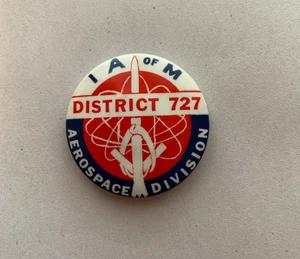 I A OF M
DISTRICT 727
AEROSPACE DIVISION